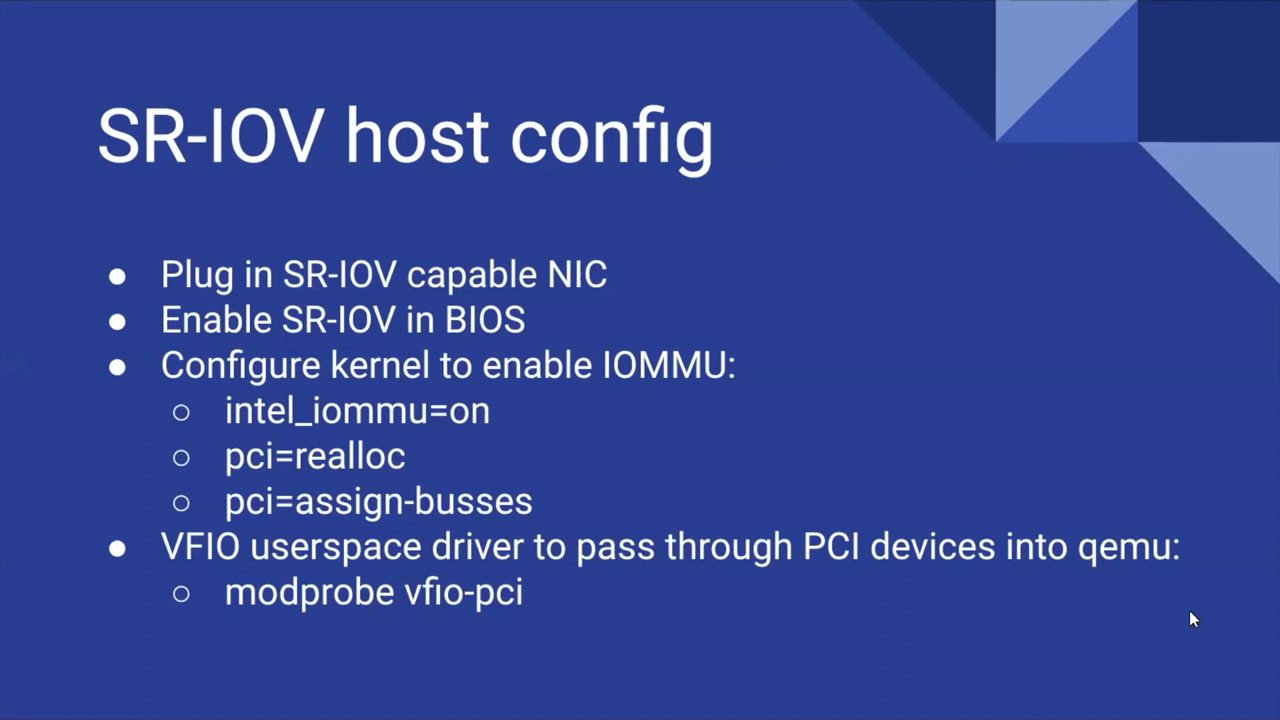 SR-IOV host config
● Plug in SR-IOV capable NIC
● Enable SR-IOV in BIOS
● Configure kernel to enable IOMMU:
○ intel_iommu=on
○ pci=realloc
○ pci=assign-busses
● VFIO userspace driver to pass through PCI devices into qemu:
○ modprobe vfio-pci